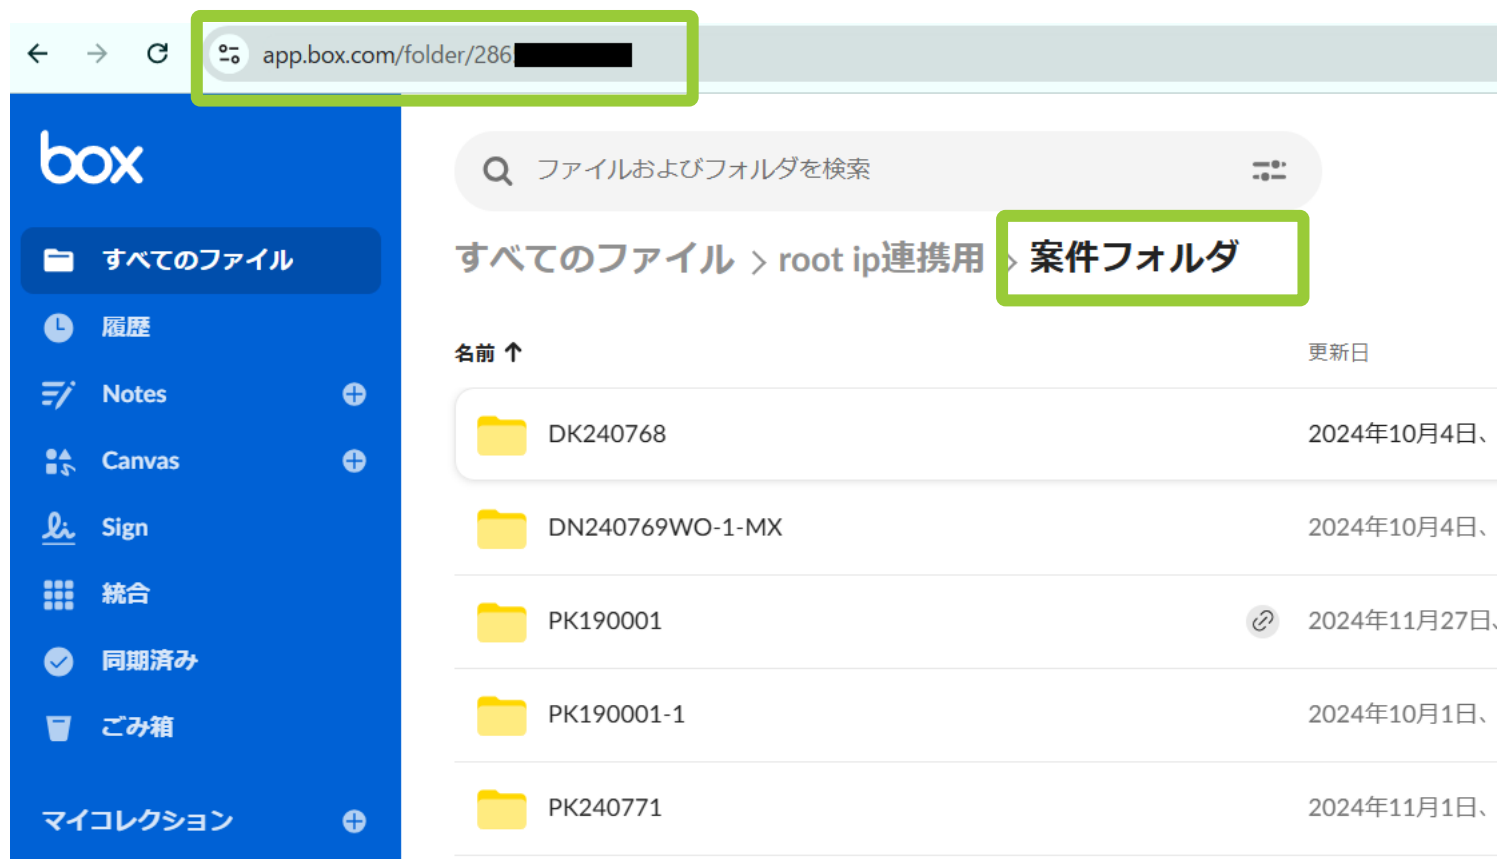 app.box.com/folder/286
box
ファイルおよびフォルダを検索
すべてのファイル > root ip連携用 > 案件フォルダ
すべてのファイル
履歴
Notes
Canvas
Sign
統合
同期済み
ごみ箱
マイコレクション
名前 ↑ 更新日
DK240768 2024年10月4日、
DN240769WO-1-MX 2024年10月4日、
PK190001 2024年11月27日、
PK190001-1 2024年10月1日、
PK240771 2024年11月1日、